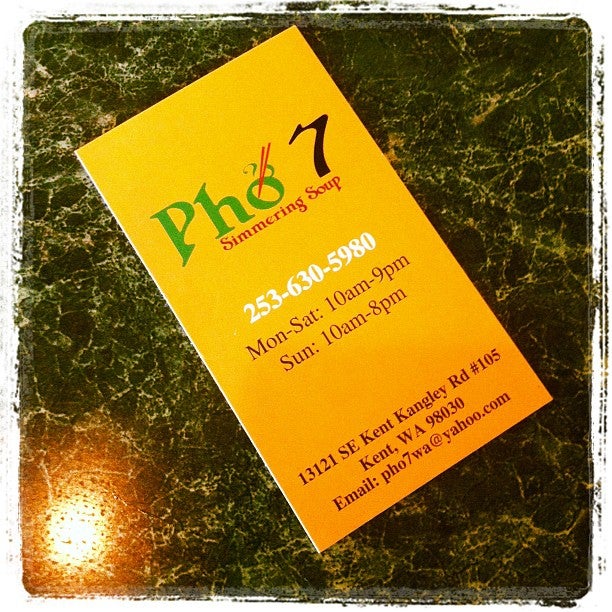 Phở 7
Simmering Soup
253-630-5980
Mon-Sat: 10am-9pm
Sun: 10am-8pm
13121 SE Kent Kangley Rd #105
Kent, WA 98030
Email: pho7wa@yahoo.com